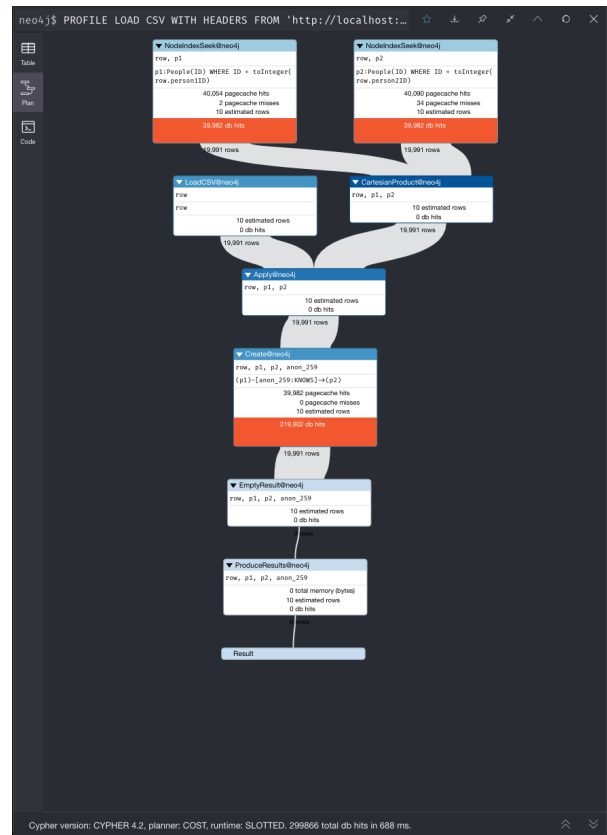 neo4j$ PROFILE LOAD CSV WITH HEADERS FROM 'http://localhost:…
Table
Plan
Code
NodeIndexSeek@neo4j
row, p1
p1:People(ID) WHERE ID = toInteger(
row.person1ID)
40,054 pagecache hits
2 pagecache misses
10 estimated rows
39,982 db hits
19,991 rows
NodeIndexSeek@neo4j
row, p2
p2:People(ID) WHERE ID = toInteger(
row.person2ID)
40,090 pagecache hits
34 pagecache misses
10 estimated rows
39,982 db hits
19,991 rows
LoadCSV@neo4j
row
row
10 estimated rows
0 db hits
19,991 rows
CartesianProduct@neo4j
row, p1, p2
10 estimated rows
0 db hits
19,991 rows
Apply@neo4j
row, p1, p2
10 estimated rows
0 db hits
19,991 rows
Create@neo4j
row, p1, p2, anon_259
(p1)-[anon_259:KNOWS]→(p2)
39,982 pagecache hits
0 pagecache misses
10 estimated rows
219,902 db hits
19,991 rows
EmptyResult@neo4j
row, p1, p2, anon_259
10 estimated rows
0 db hits
0 rows
ProduceResults@neo4j
row, p1, p2, anon_259
0 total memory (bytes)
10 estimated rows
0 db hits
0 rows
Result
Cypher version: CYPHER 4.2, planner: COST, runtime: SLOTTED. 299866 total db hits in 688 ms.